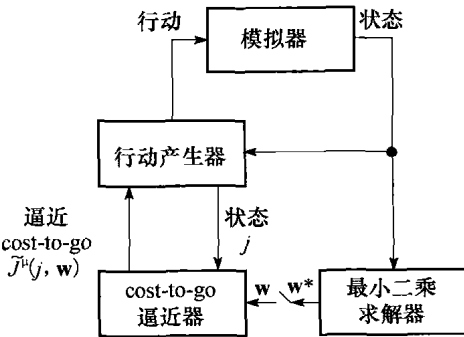 行动
状态
模拟器
行动产生器
逼近
cost-to-go
J̃^μ(j, w)
状态
j
cost-to-go
逼近器
w
w*
最小二乘
求解器